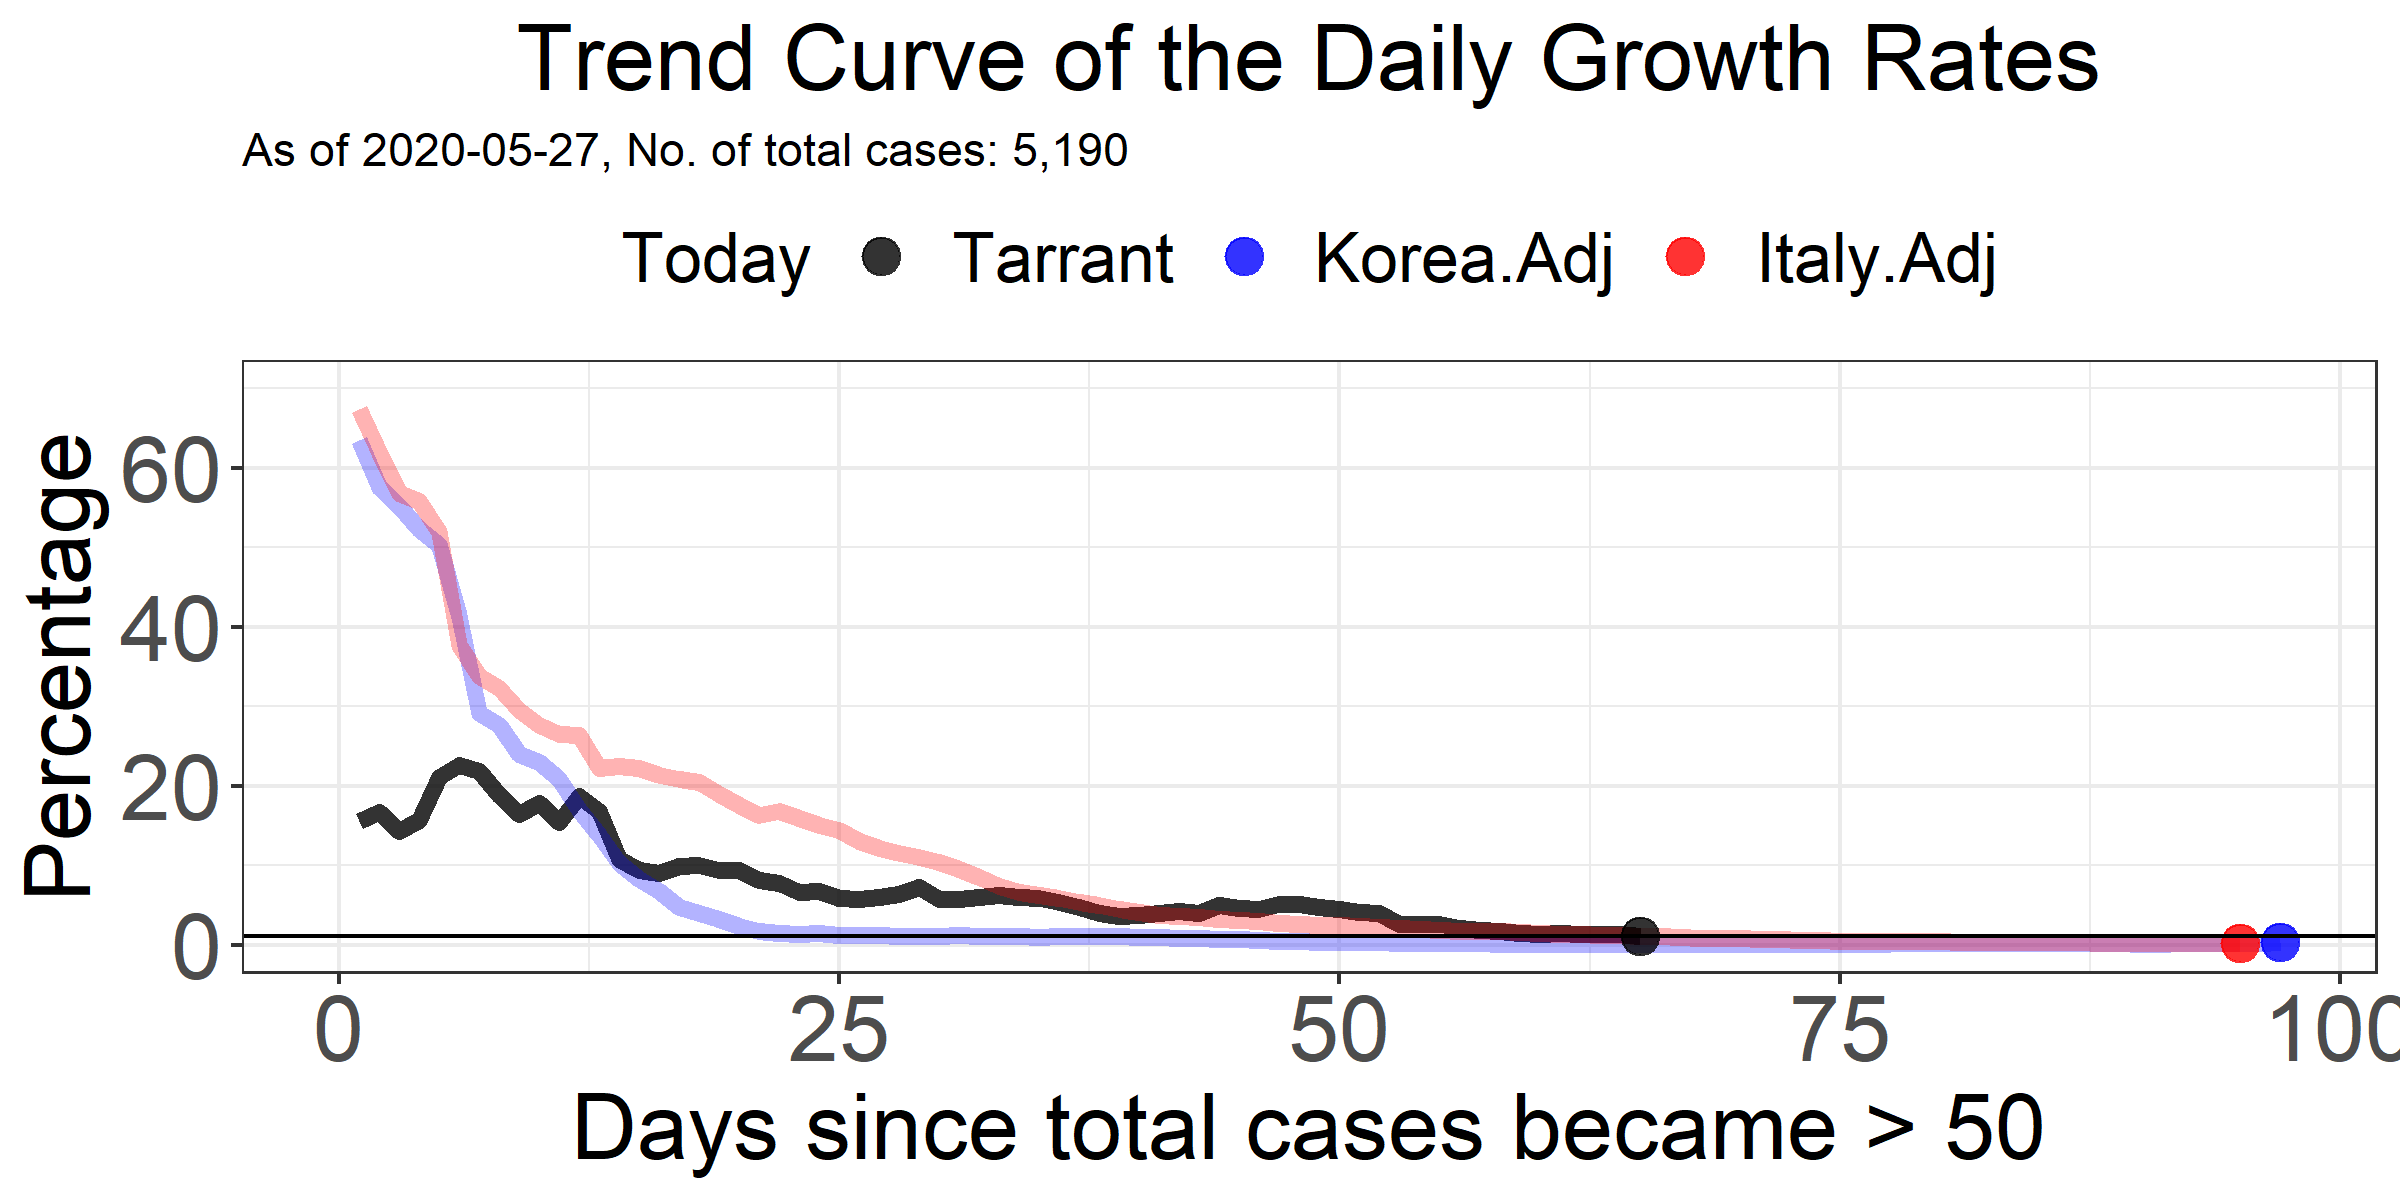 Trend Curve of the Daily Growth Rates
As of 2020-05-27, No. of total cases: 5,190
Today Tarrant Korea.Adj Italy.Adj
Percentage
60
40
20
0
0 25 50 75 100
Days since total cases became > 50